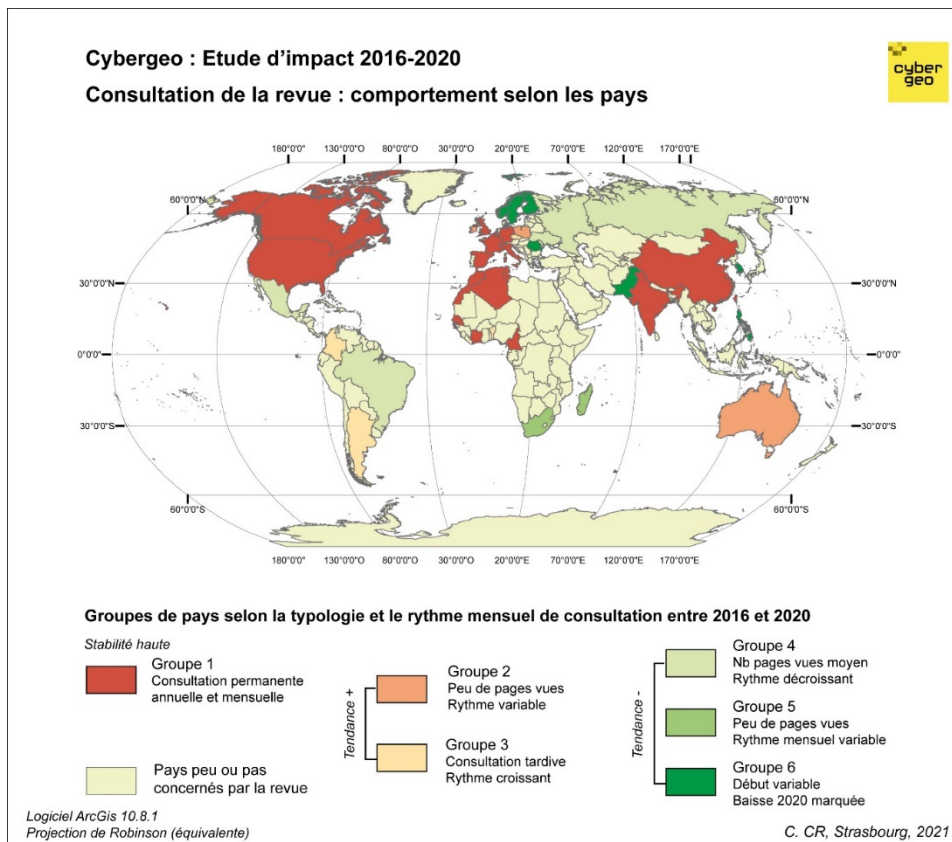 Cybergeo : Etude d'impact 2016-2020
Consultation de la revue : comportement selon les pays
cyber
geo
180°0'0" 130°0'0"O 80°0'0"O 30°0'0"O 20°0'0"E 70°0'0"E 120°0'0"E 170°0'0"E
60°0'0"N 60°0'0"N
30°0'0"N 30°0'0"N
0°0'0" 0°0'0"
30°0'0"S 30°0'0"S
60°0'0"S 60°0'0"S
180°0'0" 130°0'0"O 80°0'0"O 30°0'0"O 20°0'0"E 70°0'0"E 120°0'0"E 170°0'0"E
Groupes de pays selon la typologie et le rythme mensuel de consultation entre 2016 et 2020
Stabilité haute
Groupe 1
Consultation permanente
annuelle et mensuelle
Pays peu ou pas
concernés par la revue
Tendance +
Groupe 2
Peu de pages vues
Rythme variable
Groupe 3
Consultation tardive
Rythme croissant
Tendance -
Groupe 4
Nb pages vues moyen
Rythme décroissant
Groupe 5
Peu de pages vues
Rythme mensuel variable
Groupe 6
Début variable
Baisse 2020 marquée
Logiciel ArcGis 10.8.1
Projection de Robinson (équivalente)
C. CR, Strasbourg, 2021